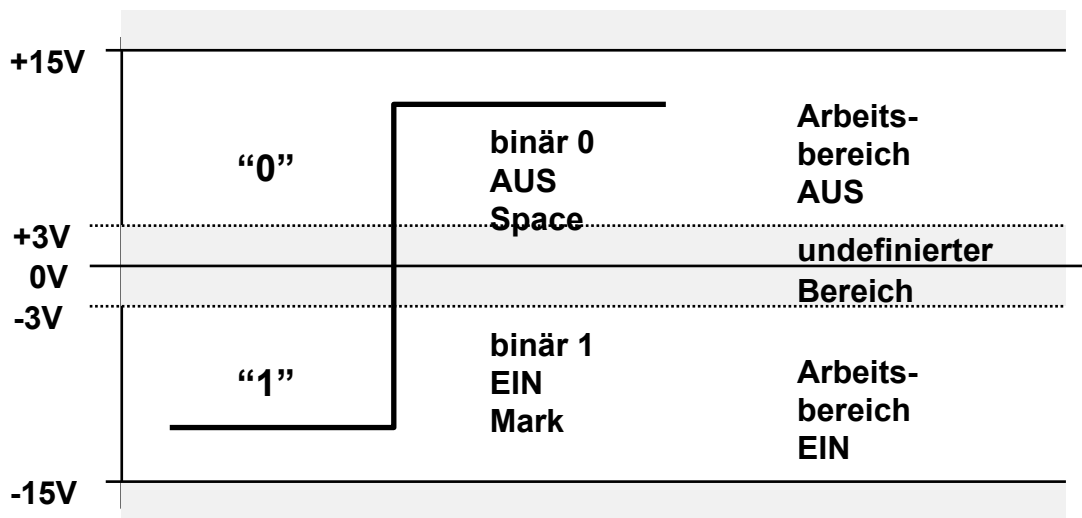 +15V
“0”
binär 0
AUS
Space
Arbeits-
bereich
AUS
+3V
undefinierter
0V
Bereich
-3V
“1”
binär 1
EIN
Mark
Arbeits-
bereich
EIN
-15V